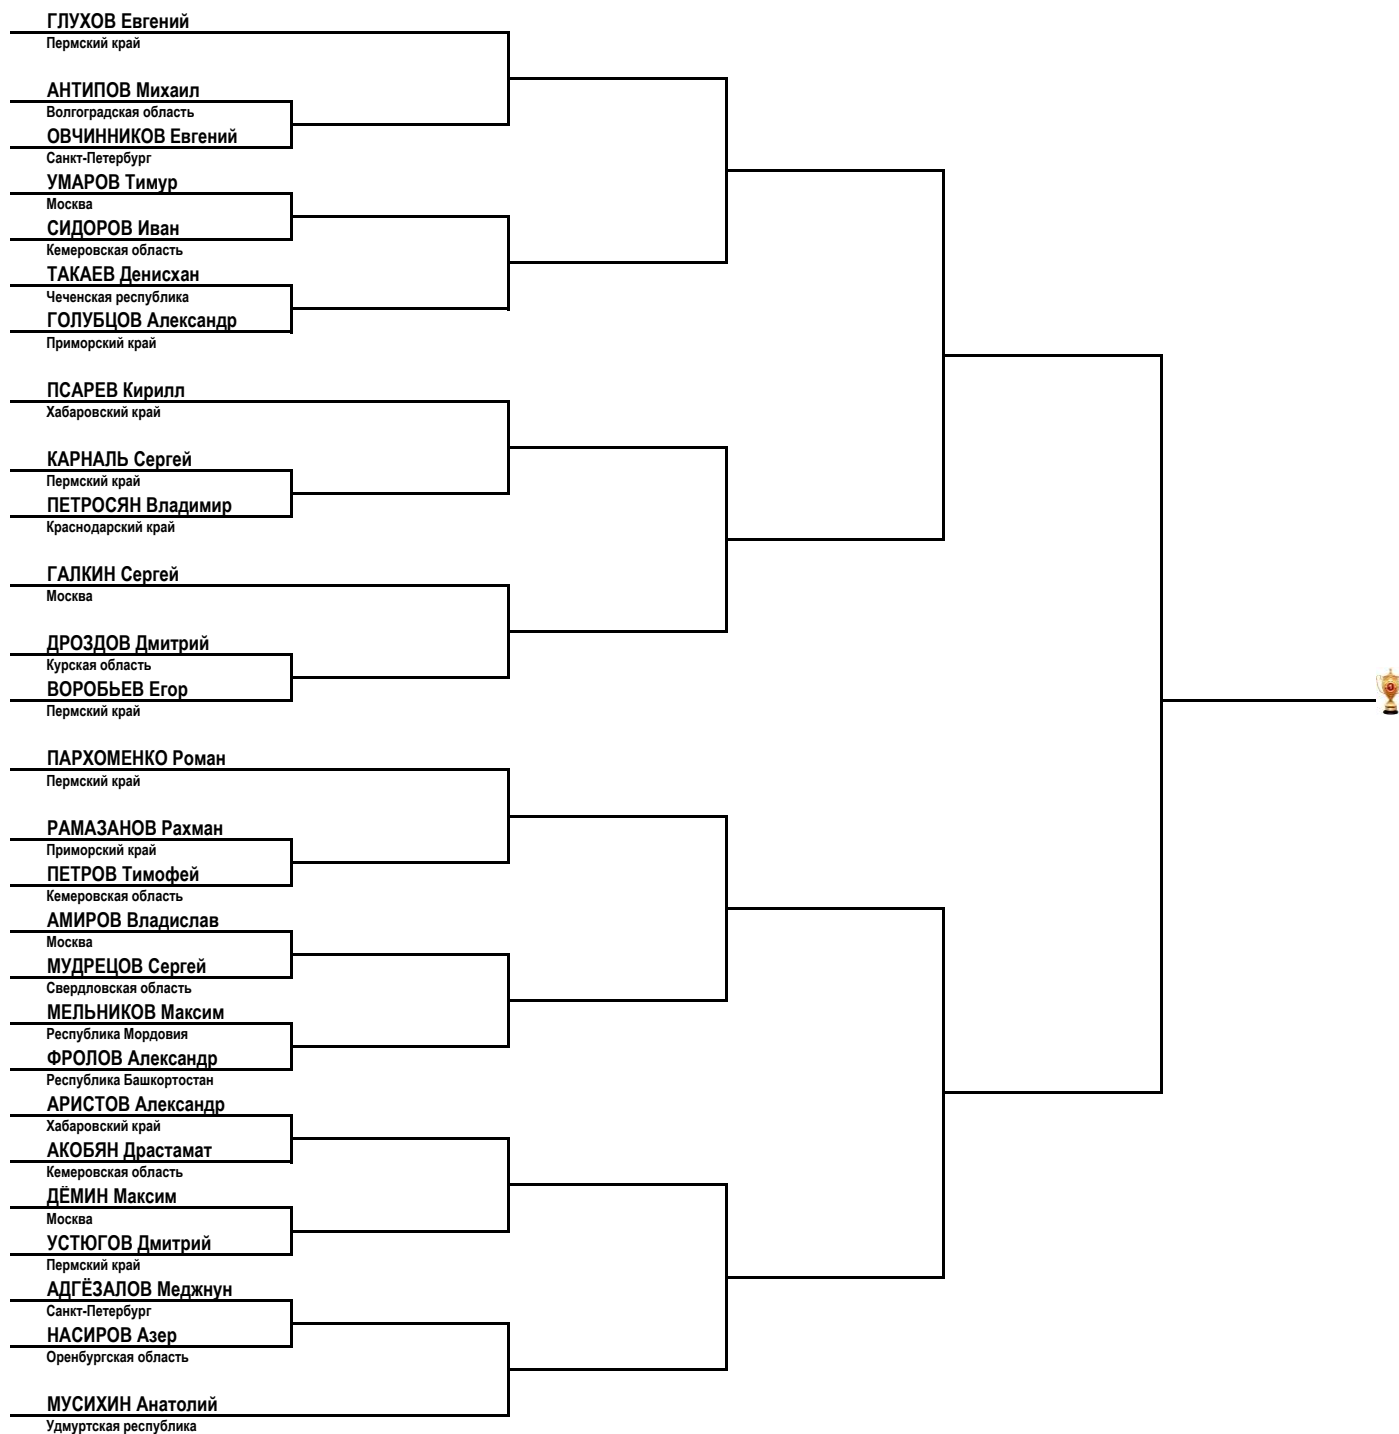 ГЛУХОВ Евгений
Пермский край
АНТИПОВ Михаил
Волгоградская область
ОВЧИННИКОВ Евгений
Санкт-Петербург
УМАРОВ Тимур
Москва
СИДОРОВ Иван
Кемеровская область
ТАКАЕВ Денисхан
Чеченская республика
ГОЛУБЦОВ Александр
Приморский край
ПСАРЕВ Кирилл
Хабаровский край
КАРНАЛЬ Сергей
Пермский край
ПЕТРОСЯН Владимир
Краснодарский край
ГАЛКИН Сергей
Москва
ДРОЗДОВ Дмитрий
Курская область
ВОРОБЬЕВ Егор
Пермский край
ПАРХОМЕНКО Роман
Пермский край
РАМАЗАНОВ Рахман
Приморский край
ПЕТРОВ Тимофей
Кемеровская область
АМИРОВ Владислав
Москва
МУДРЕЦОВ Сергей
Свердловская область
МЕЛЬНИКОВ Максим
Республика Мордовия
ФРОЛОВ Александр
Республика Башкортостан
АРИСТОВ Александр
Хабаровский край
АКОБЯН Драстамат
Кемеровская область
ДЁМИН Максим
Москва
УСТЮГОВ Дмитрий
Пермский край
АДГЁЗАЛОВ Меджнун
Санкт-Петербург
НАСИРОВ Азер
Оренбургская область
МУСИХИН Анатолий
Удмуртская республика